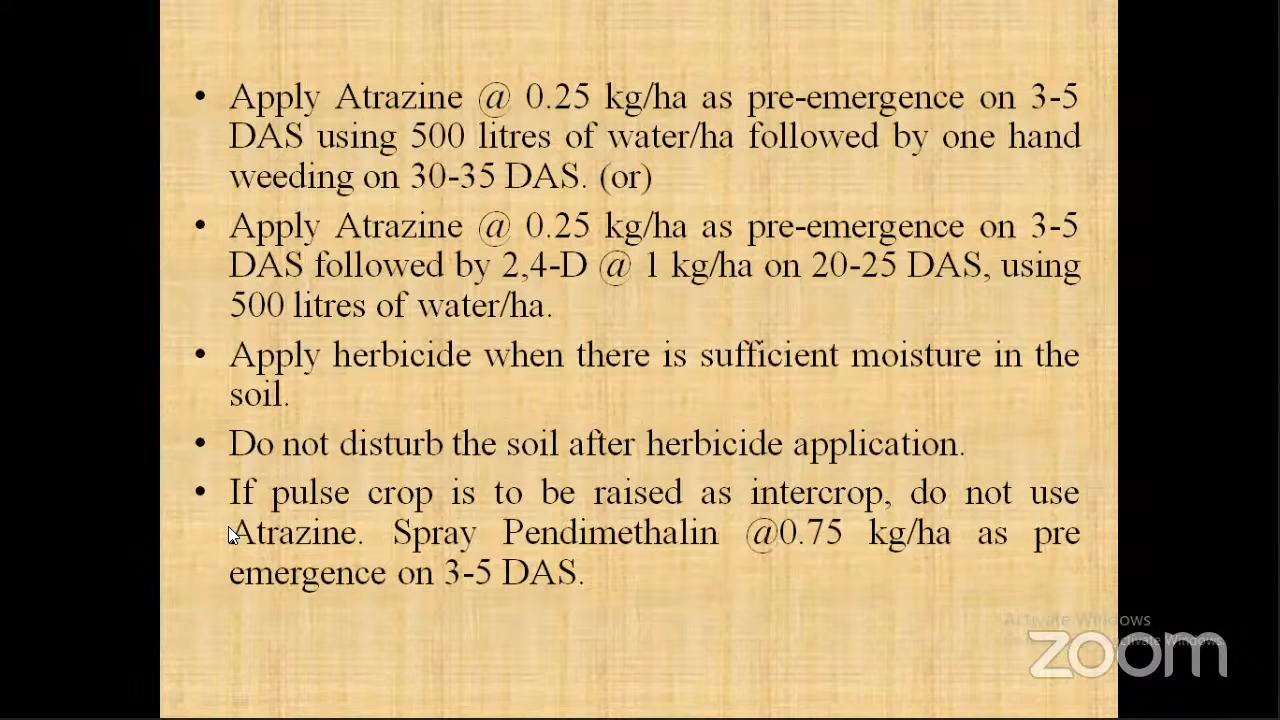 • Apply Atrazine @ 0.25 kg/ha as pre-emergence on 3-5
DAS using 500 litres of water/ha followed by one hand
weeding on 30-35 DAS. (or)
• Apply Atrazine @ 0.25 kg/ha as pre-emergence on 3-5
DAS followed by 2,4-D @ 1 kg/ha on 20-25 DAS, using
500 litres of water/ha.
• Apply herbicide when there is sufficient moisture in the
soil.
• Do not disturb the soil after herbicide application.
• If pulse crop is to be raised as intercrop, do not use
Atrazine. Spray Pendimethalin @0.75 kg/ha as pre
emergence on 3-5 DAS.
Activate Windows
activate Windows.
zoom